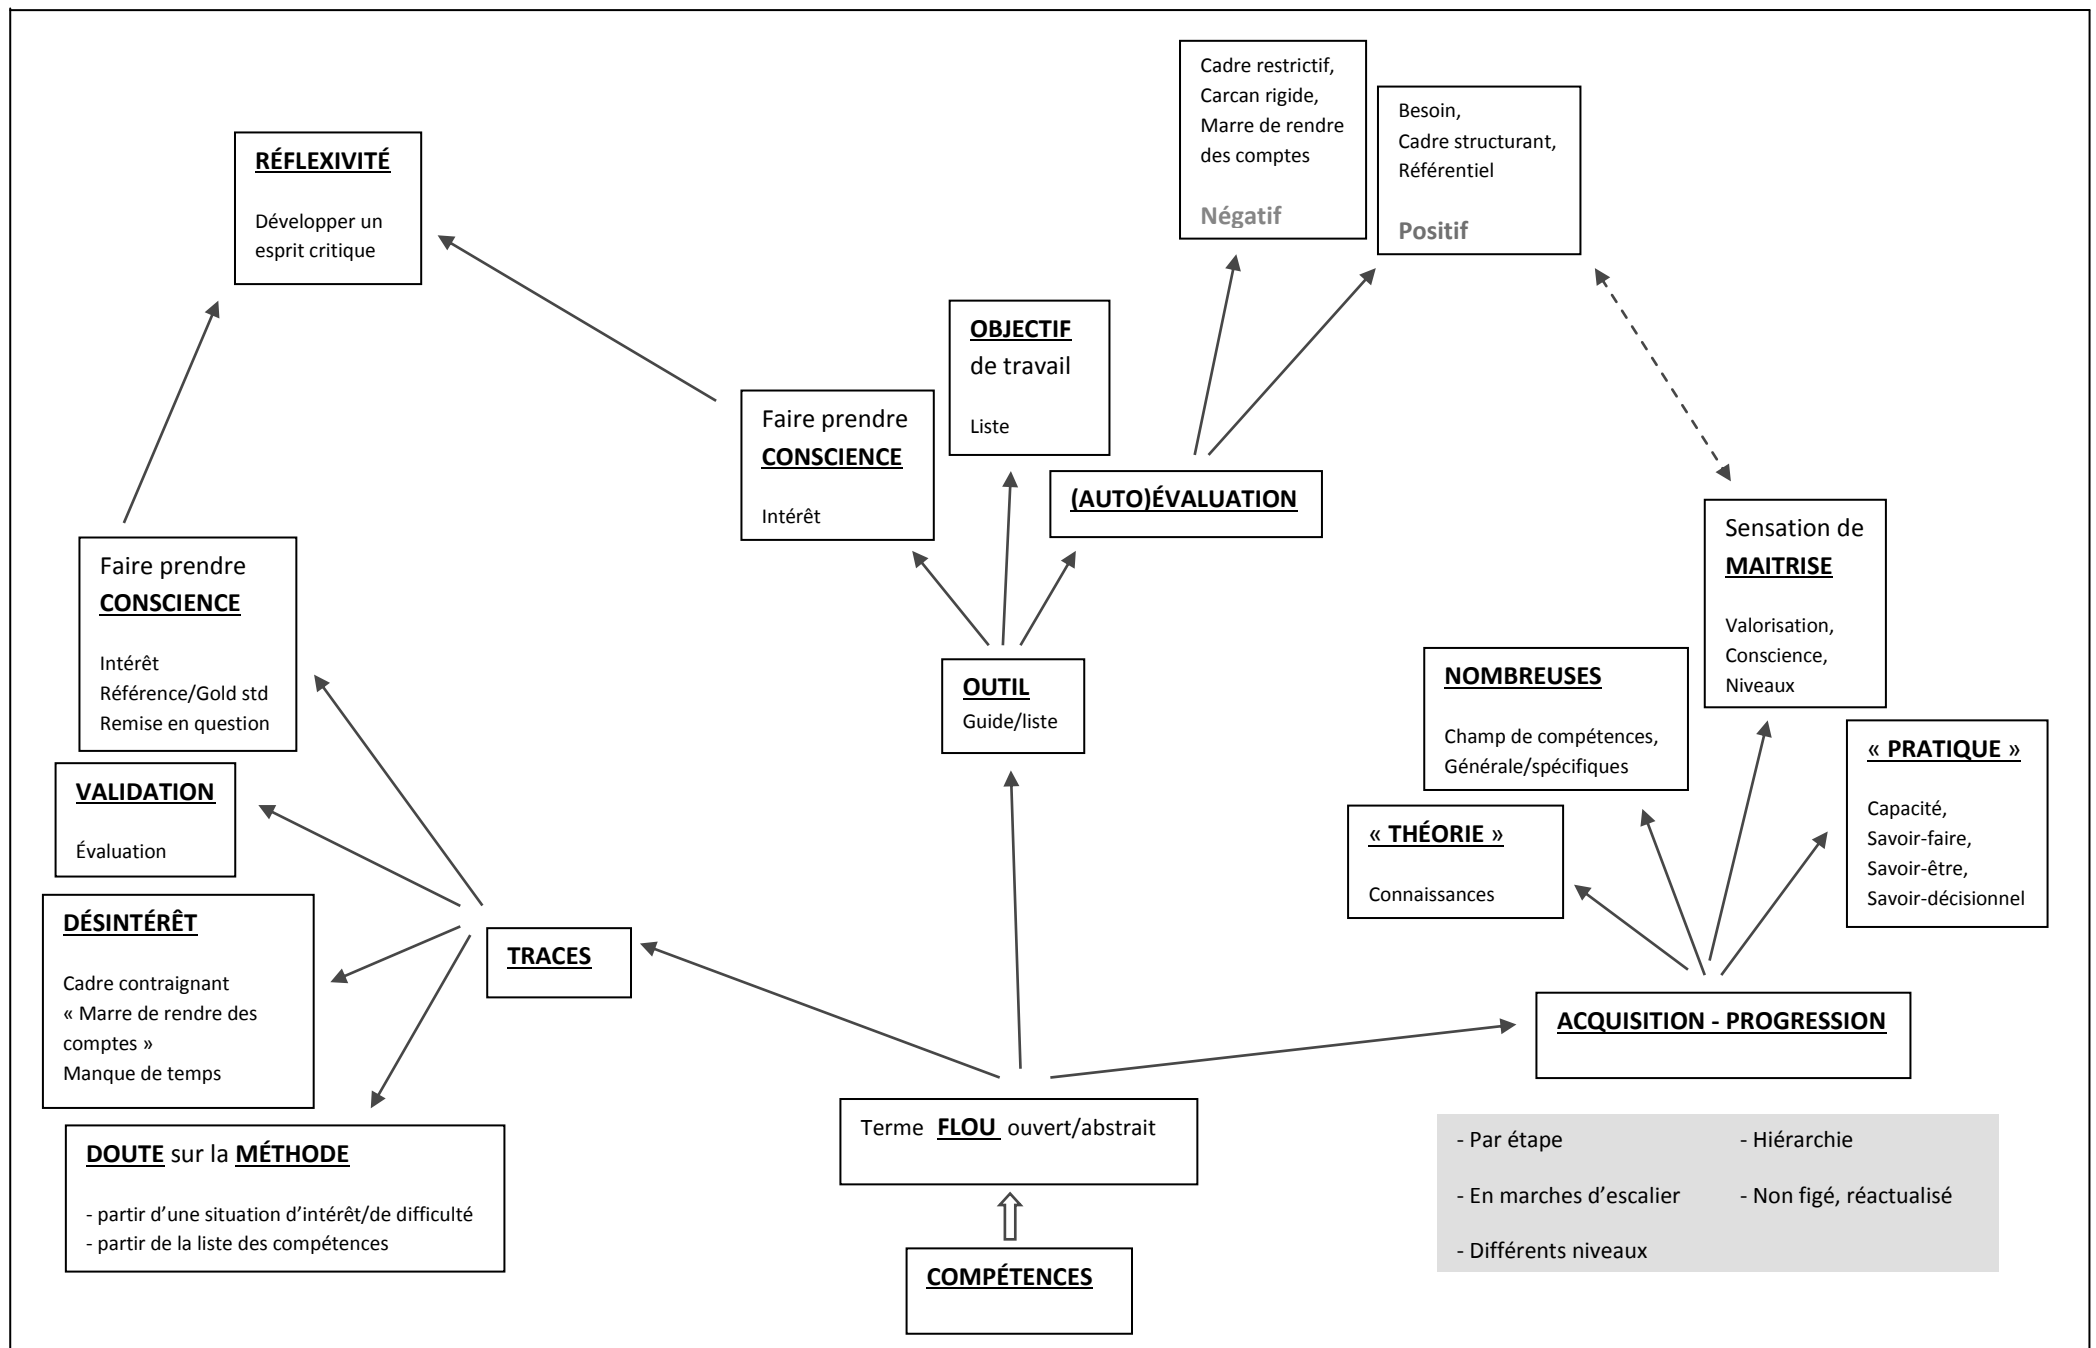 Cadre restrictif,
Carcan rigide,
Marre de rendre
des comptes
Négatif
Besoin,
Cadre structurant,
Référentiel
Positif
RÉFLEXIVITÉ
Développer un
esprit critique
OBJECTIF
de travail
Liste
Faire prendre
CONSCIENCE
Intérêt
(AUTO)ÉVALUATION
Sensation de
MAITRISE
Valorisation,
Conscience,
Niveaux
Faire prendre
CONSCIENCE
Intérêt
Référence/Gold std
Remise en question
OUTIL
Guide/liste
NOMBREUSES
Champ de compétences,
Générale/spécifiques
« PRATIQUE »
Capacité,
Savoir-faire,
Savoir-être,
Savoir-décisionnel
VALIDATION
Évaluation
« THÉORIE »
Connaissances
DÉSINTÉRÊT
Cadre contraignant
« Marre de rendre des
comptes »
Manque de temps
TRACES
ACQUISITION - PROGRESSION
DOUTE sur la MÉTHODE
- partir d’une situation d’intérêt/de difficulté
- partir de la liste des compétences
Terme FLOU ouvert/abstrait
- Par étape
- Hiérarchie
- En marches d’escalier
- Non figé, réactualisé
- Différents niveaux
COMPÉTENCES